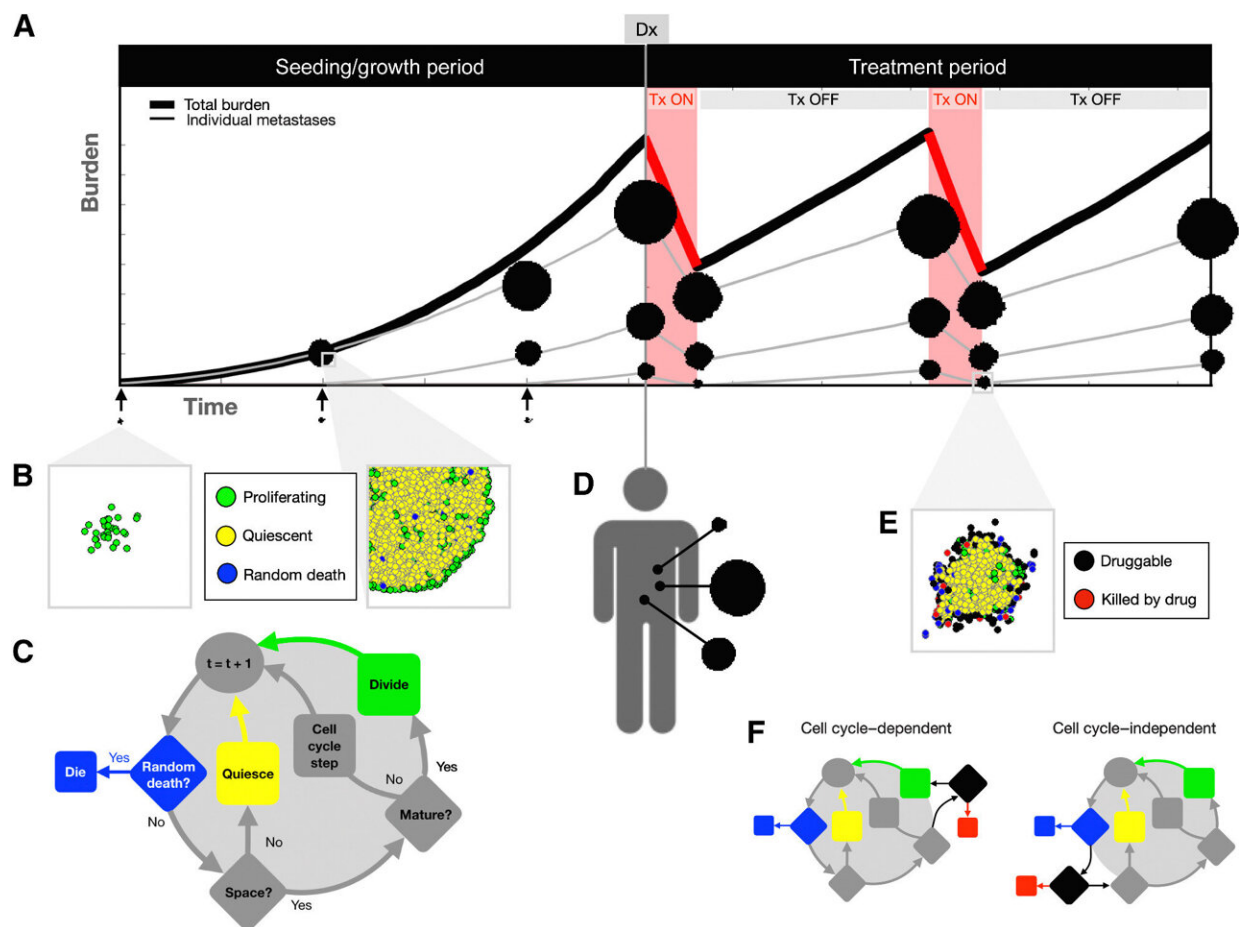 A
Dx
Seeding/growth period
Treatment period
Tx ON
Tx OFF
Tx ON
Tx OFF
Total burden
Individual metastases
Burden
Time
B
Proliferating
Quiescent
Random death
D
E
Druggable
Killed by drug
C
t = t + 1
Divide
Cell
cycle
step
Die
Yes
Random
death?
Quiesce
No
Yes
Mature?
No
No
Space?
Yes
F
Cell cycle–dependent
Cell cycle–independent